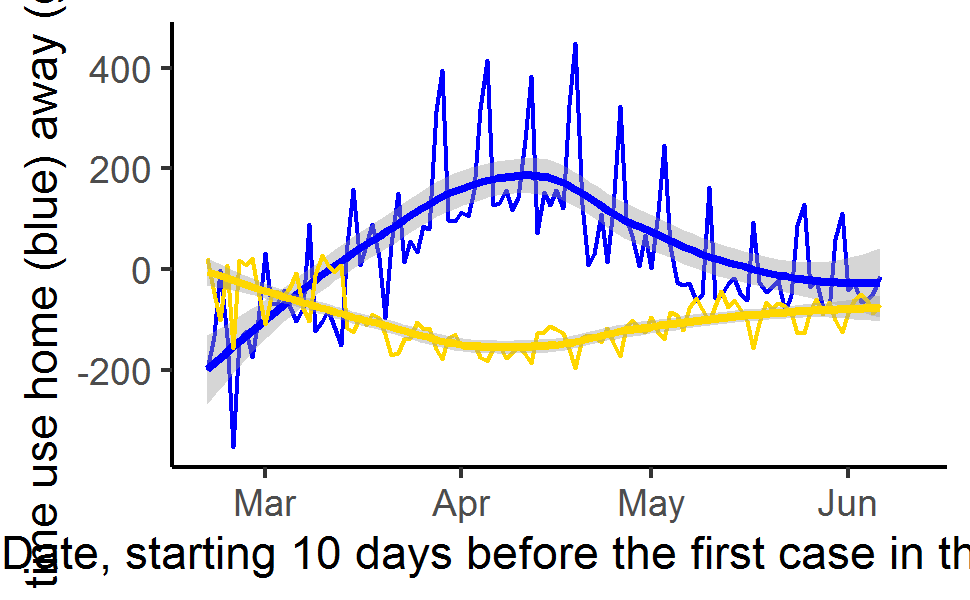 time use home (blue) away (
400
200
0
-200
Mar Apr May Jun
Date, starting 10 days before the first case in th